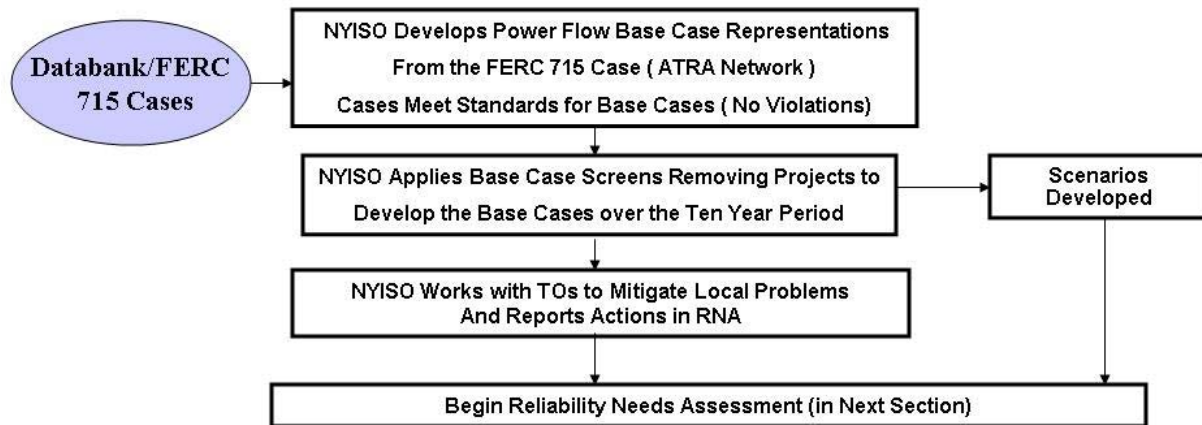 Databank/FERC
715 Cases
NYISO Develops Power Flow Base Case Representations
From the FERC 715 Case ( ATRA Network )
Cases Meet Standards for Base Cases ( No Violations)
NYISO Applies Base Case Screens Removing Projects to
Develop the Base Cases over the Ten Year Period
Scenarios
Developed
NYISO Works with TOs to Mitigate Local Problems
And Reports Actions in RNA
Begin Reliability Needs Assessment (in Next Section)